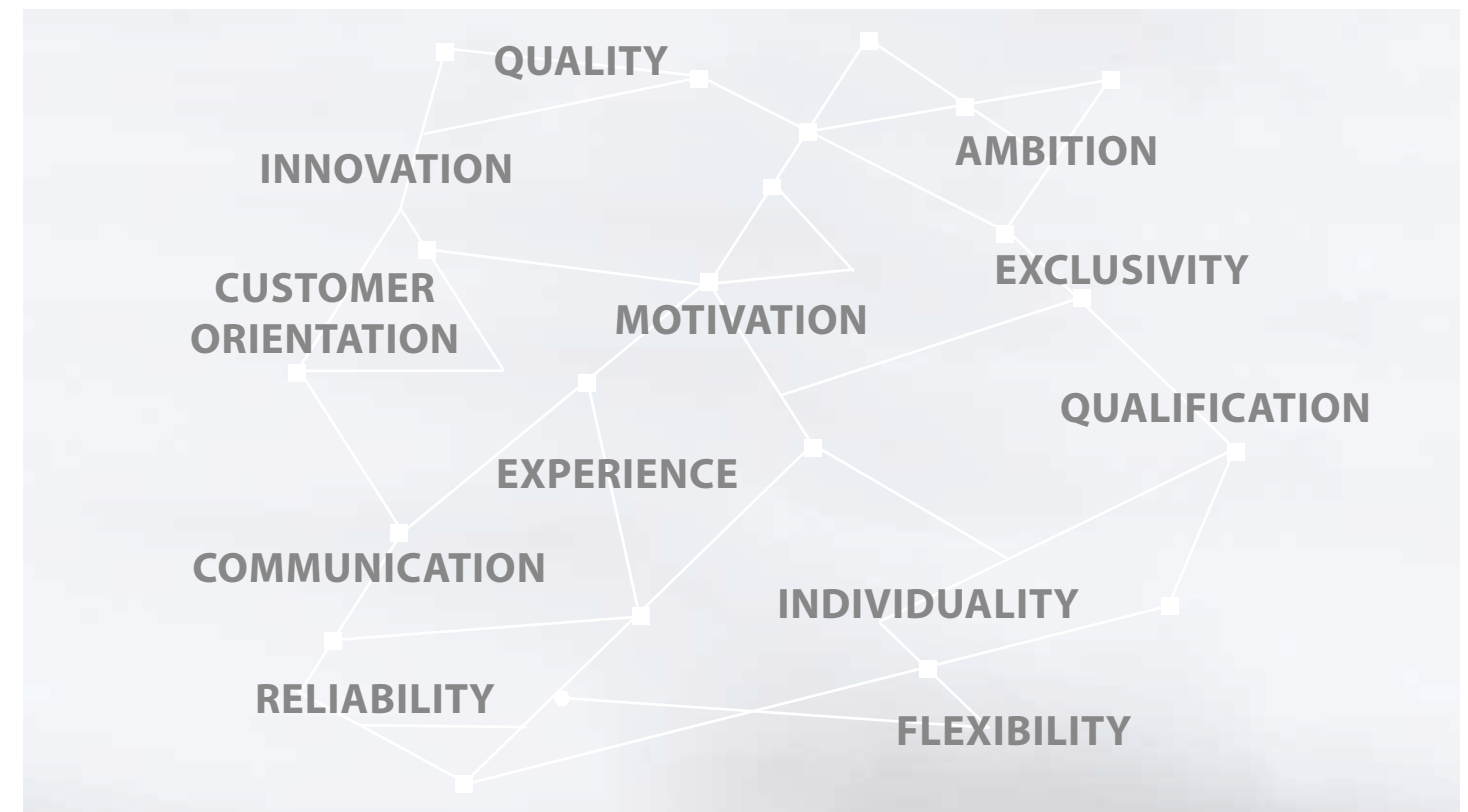 QUALITY
AMBITION
INNOVATION
EXCLUSIVITY
CUSTOMER
ORIENTATION
MOTIVATION
QUALIFICATION
EXPERIENCE
COMMUNICATION
INDIVIDUALITY
RELIABILITY
FLEXIBILITY